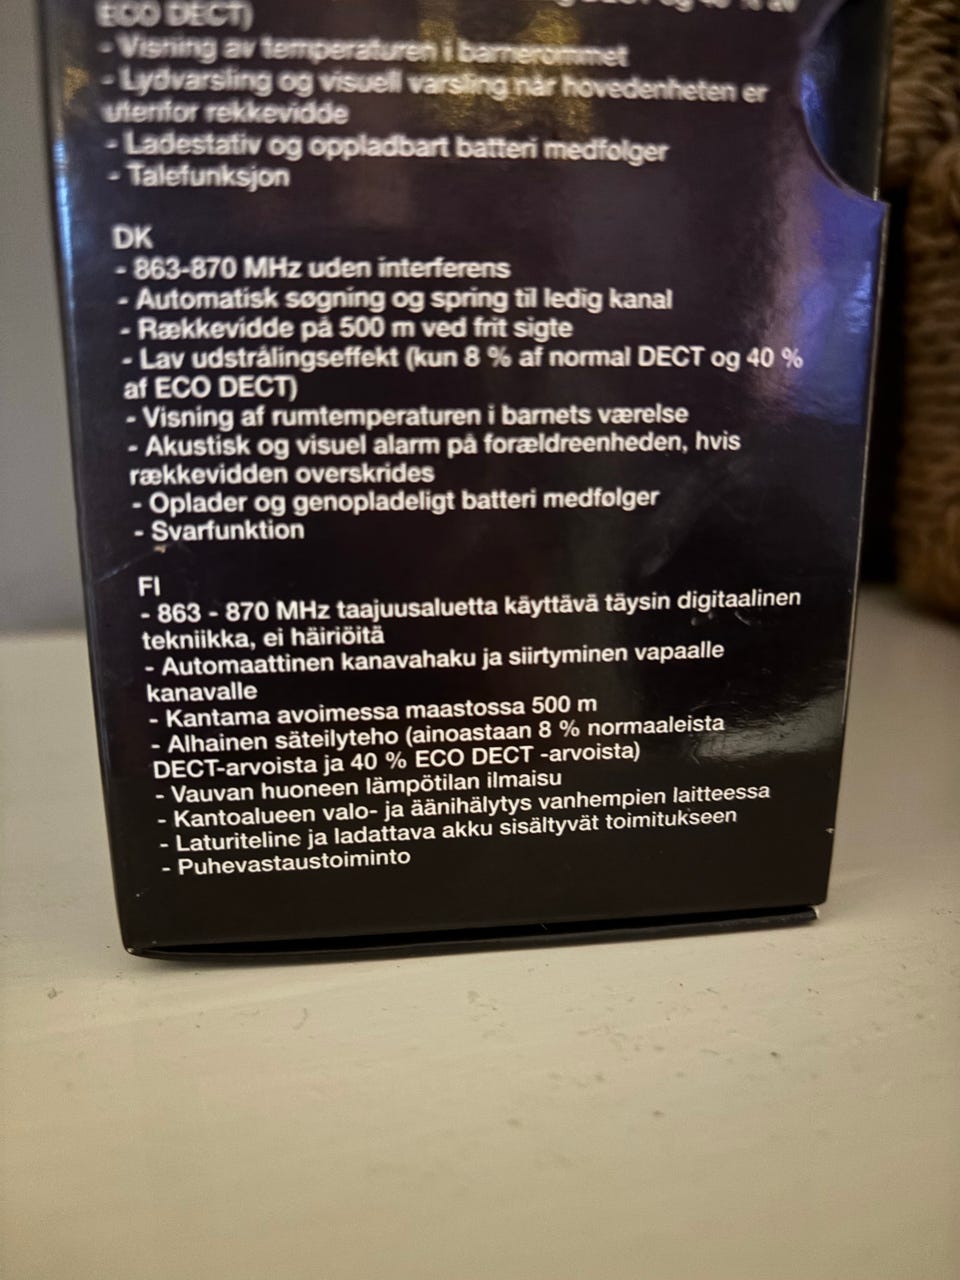 ECO DECT)
- Visning av temperaturen i barnerommet
- Lydvarsling og visuell varsling når hovedenheten er
utenfor rekkevidde
- Ladestativ og oppladbart batteri medfølger
- Talefunksjon
DK
- 863-870 MHz uden interferens
- Automatisk søgning og spring til ledig kanal
- Rækkevidde på 500 m ved frit sigte
- Lav udstrålingseffekt (kun 8 % af normal DECT og 40 %
af ECO DECT)
- Visning af rumtemperaturen i barnets værelse
- Akustisk og visuel alarm på forældreenheden, hvis
rækkevidden overskrides
- Oplader og genopladeligt batteri medfølger
- Svarfunktion
FI
- 863 - 870 MHz taajuusaluetta käyttävä täysin digitaalinen
tekniikka, ei häiriöitä
- Automaattinen kanavahaku ja siirtyminen vapaalle
kanavalle
- Kantama avoimessa maastossa 500 m
- Alhainen säteilyteho (ainoastaan 8 % normaaleista
DECT-arvoista ja 40 % ECO DECT -arvoista)
- Vauvan huoneen lämpötilan ilmaisu
- Kantoalueen valo- ja äänihälytys vanhempien laitteessa
- Laturiteline ja ladattava akku sisältyvät toimitukseen
- Puhevastaustoiminto